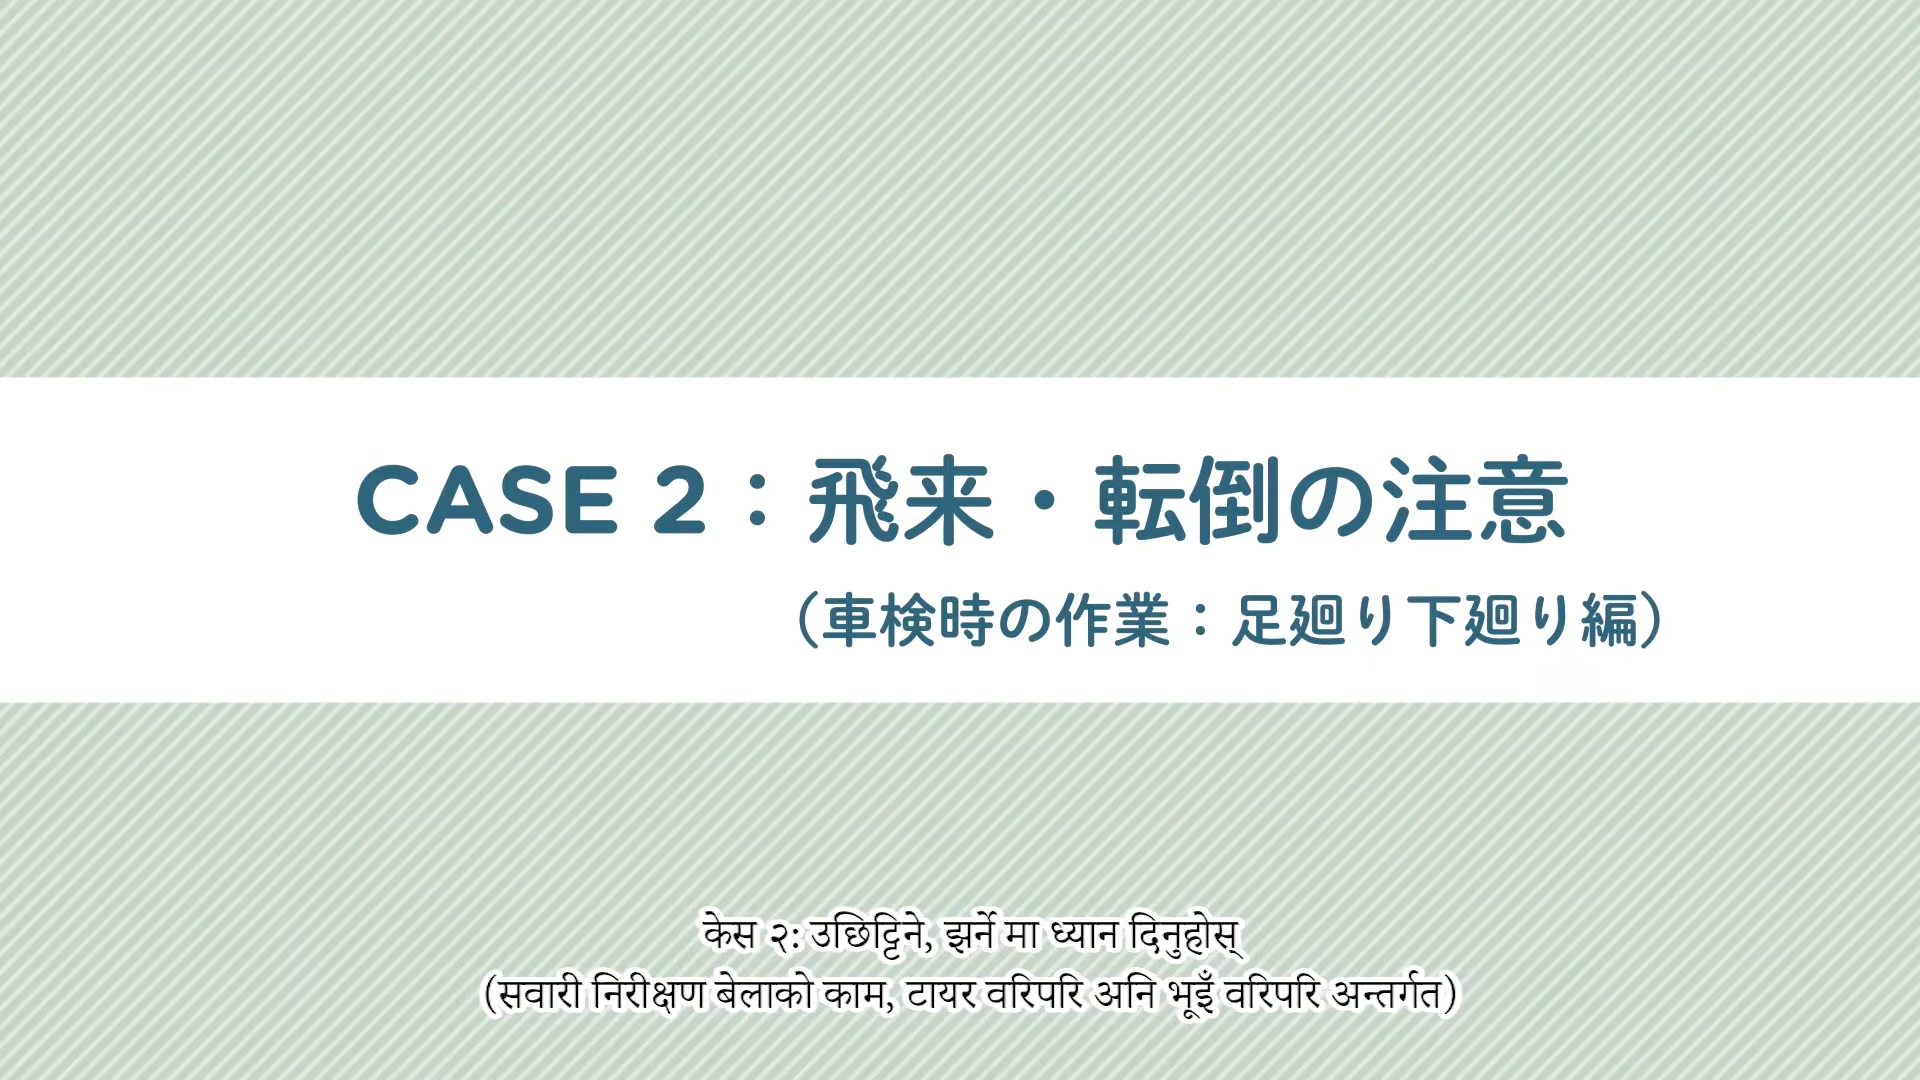 CASE 2：飛来・転倒の注意
（車検時の作業：足廻り下廻り編）
केस २: उछिट्टिने, झर्ने मा ध्यान दिनुहोस्
(सवारी निरीक्षण बेलाको काम, टायर वरिपरि अनि भूइँ वरिपरि अन्तर्गत)